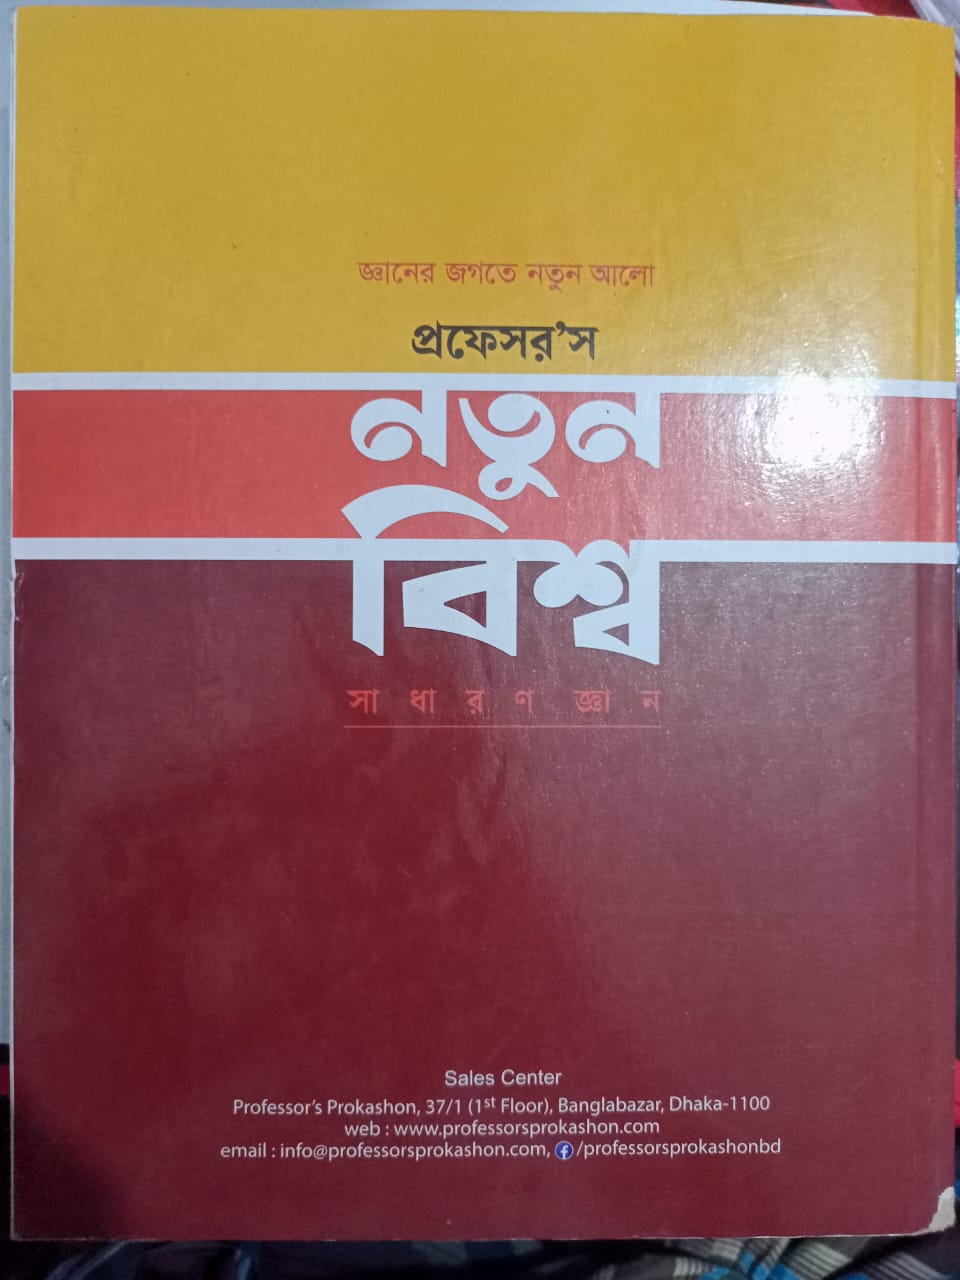 জ্ঞানের জগতে নতুন আলো
প্রফেসর’স
নতুন
বিশ্ব
সাধারণ জ্ঞান
Sales Center
Professor’s Prokashon, 37/1 (1st Floor), Banglabazar, Dhaka-1100
web : www.professorsprokashon.com
email : info@professorsprokashon.com, /professorsprokashonbd